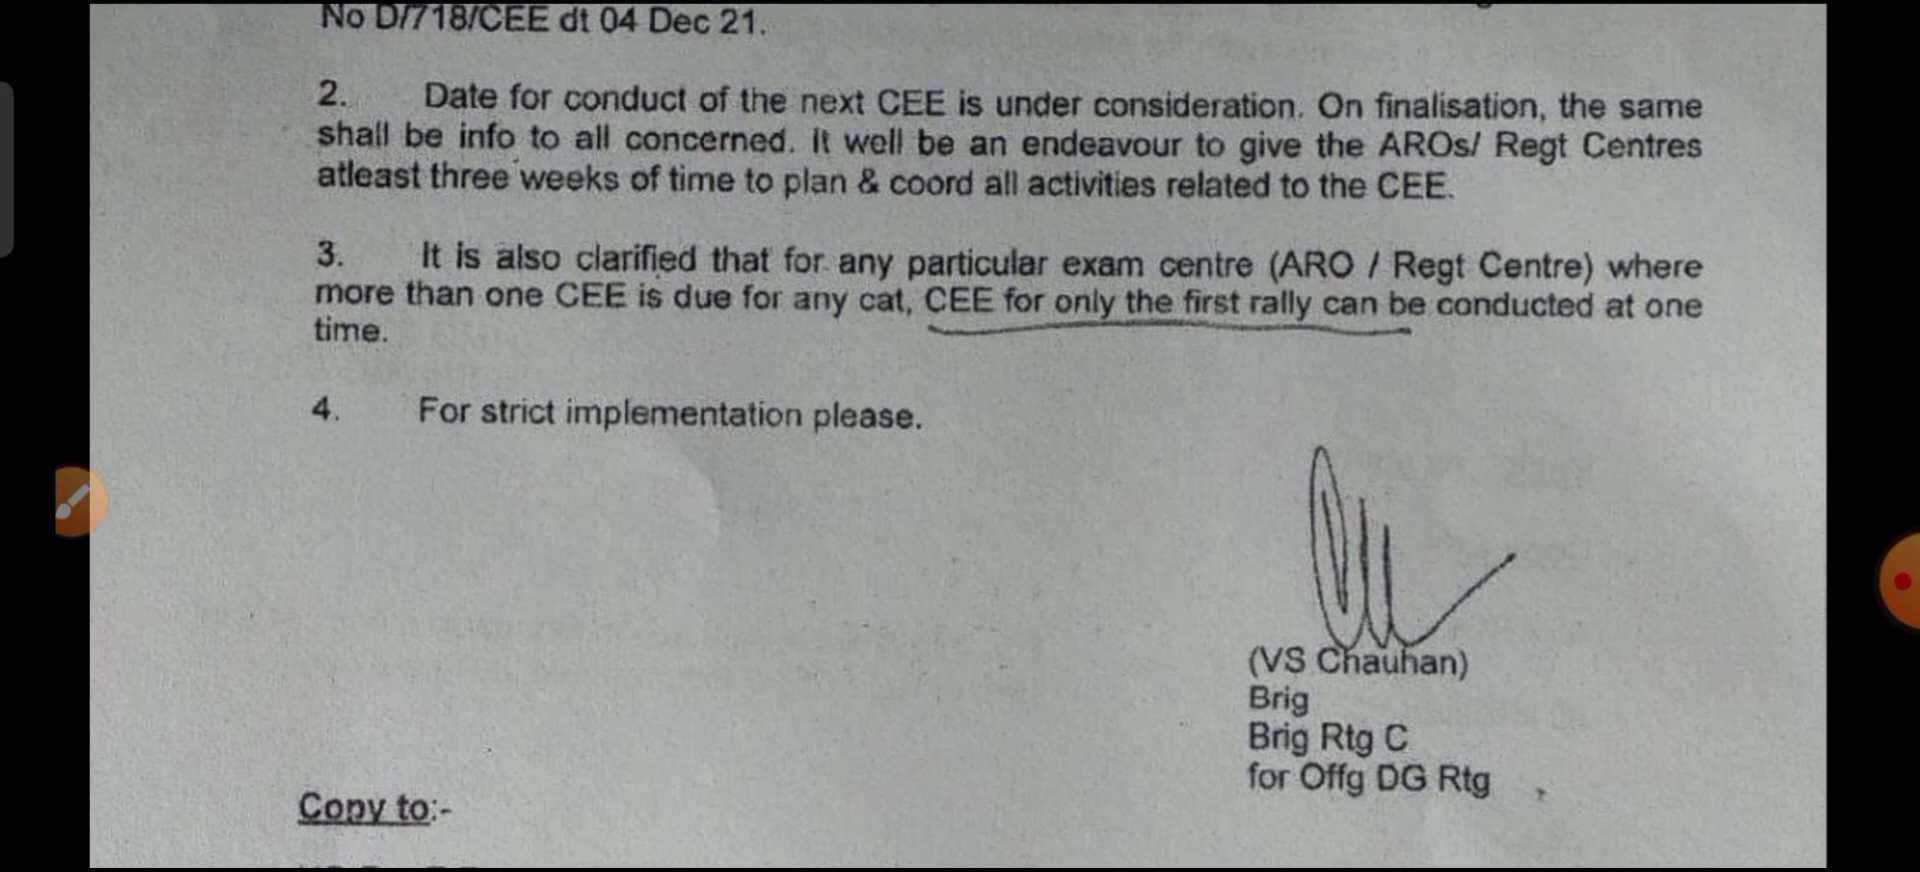 No D/718/CEE dt 04 Dec 21.
2. Date for conduct of the next CEE is under consideration. On finalisation, the same
shall be info to all concerned. It well be an endeavour to give the AROs/ Regt Centres
atleast three weeks of time to plan & coord all activities related to the CEE.
3. It is also clarified that for any particular exam centre (ARO / Regt Centre) where
more than one CEE is due for any cat, CEE for only the first rally can be conducted at one
time.
4. For strict implementation please.
(VS Chauhan)
Brig
Brig Rtg C
for Offg DG Rtg
Copy to:-